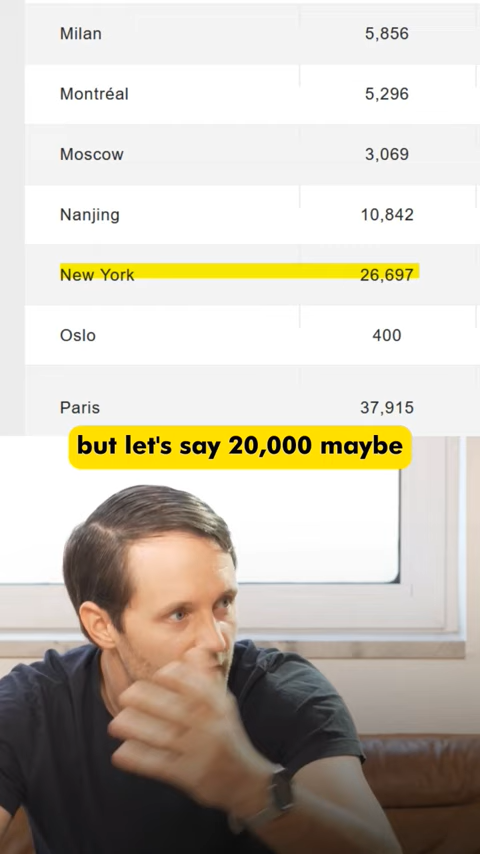 Milan 5,856
Montréal 5,296
Moscow 3,069
Nanjing 10,842
New York 26,697
Oslo 400
Paris 37,915
but let's say 20,000 maybe